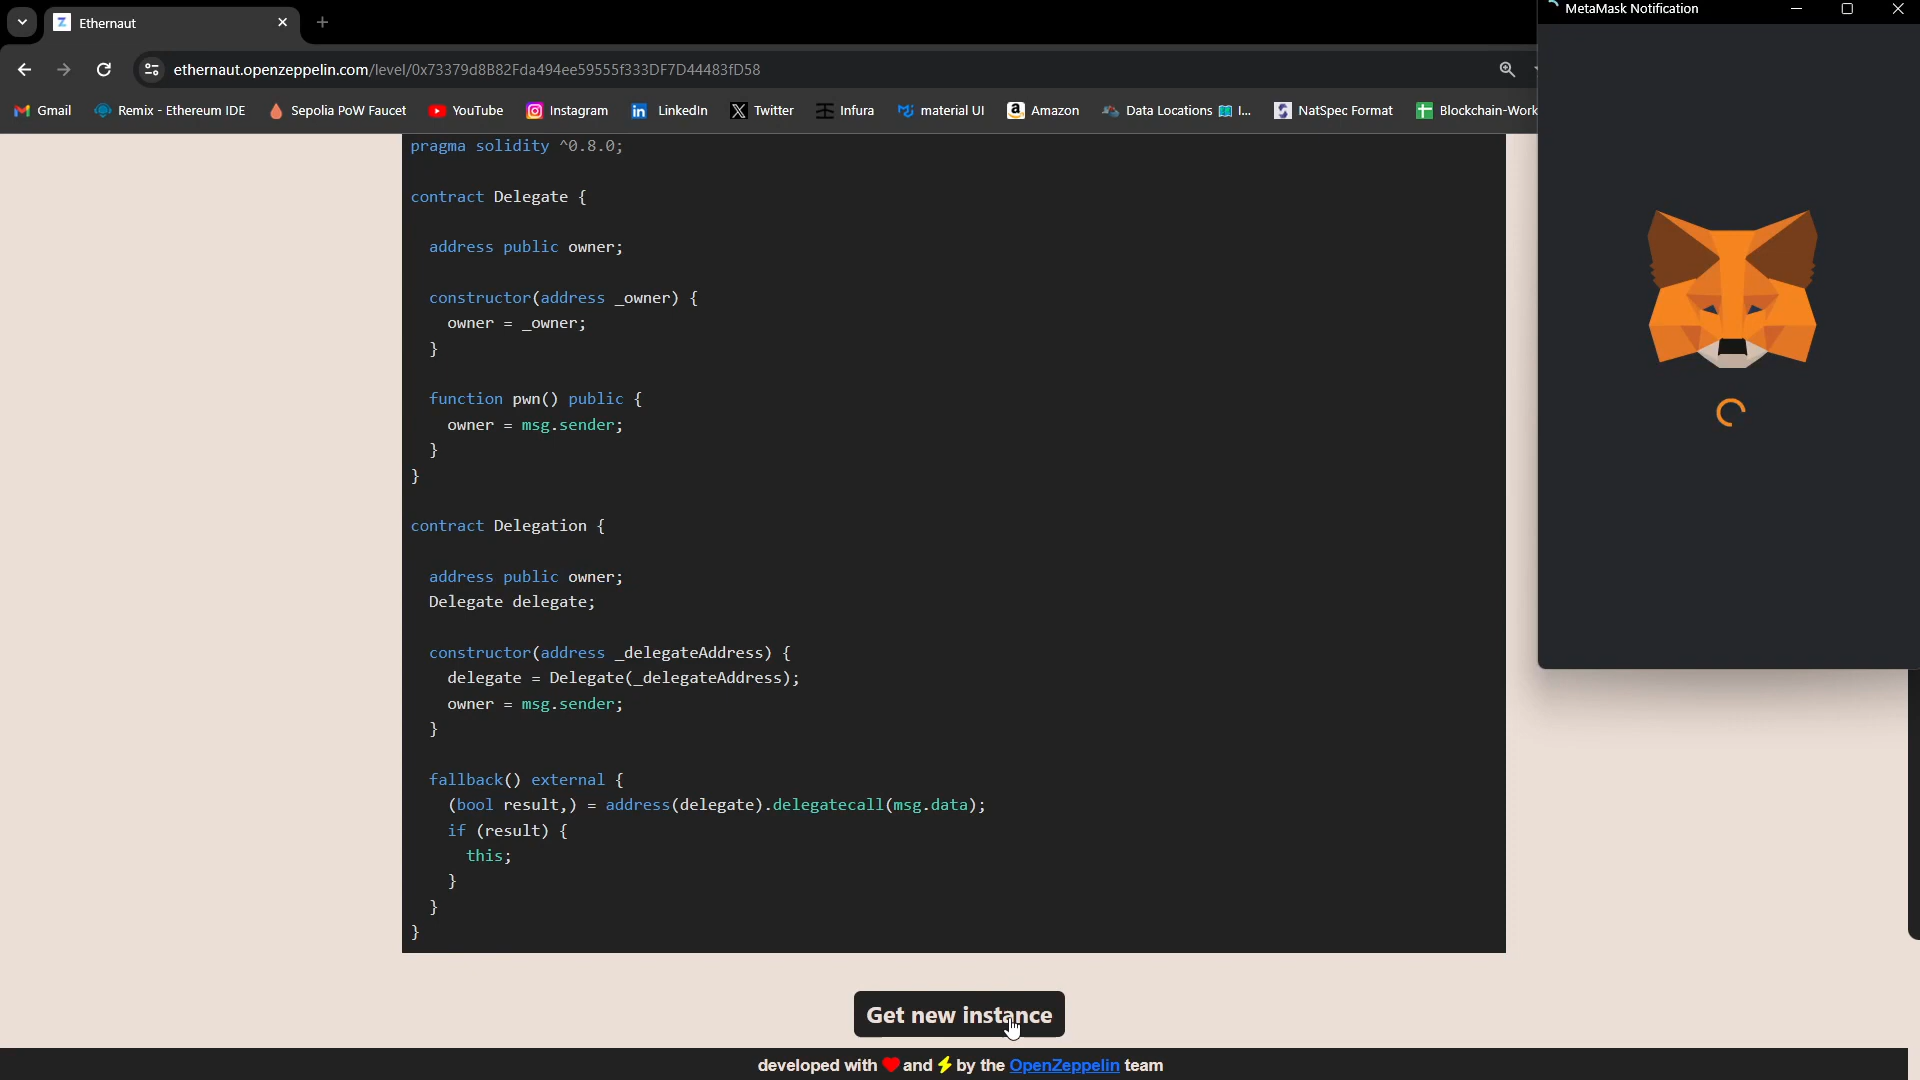 Ethernaut
MetaMask Notification
ethernaut.openzeppelin.com/level/0x73379d8B82Fda494ee59555f333DF7D44483fD58
Gmail
Remix - Ethereum IDE
Sepolia PoW Faucet
YouTube
Instagram
LinkedIn
Twitter
Infura
material UI
Amazon
Data Locations 📖 I...
NatSpec Format
Blockchain-Work
pragma solidity ^0.8.0;
contract Delegate {
address public owner;
constructor(address _owner) {
owner = _owner;
}
function pwn() public {
owner = msg.sender;
}
}
contract Delegation {
address public owner;
Delegate delegate;
constructor(address _delegateAddress) {
delegate = Delegate(_delegateAddress);
owner = msg.sender;
}
fallback() external {
(bool result,) = address(delegate).delegatecall(msg.data);
if (result) {
this;
}
}
}
Get new instance
developed with ❤️ and ⚡ by the OpenZeppelin team